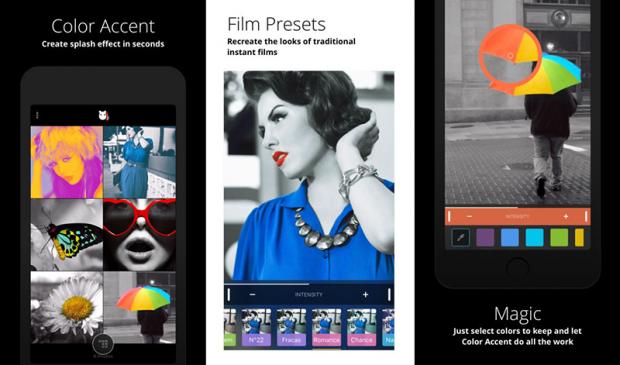 Color Accent
Create splash effect in seconds
Film Presets
Recreate the looks of traditional
instant films
INTENSITY
N°22
Fracas
Romance
Chance
INTENSITY
Magic
Just select colors to keep and let
Color Accent do all the work